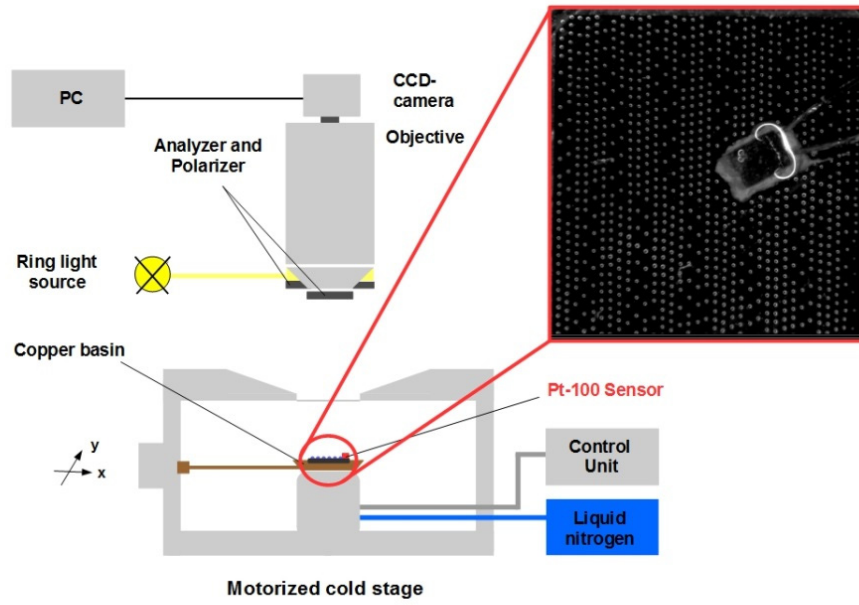 PC
CCD-
camera
Objective
Analyzer and
Polarizer
Ring light
source
Copper basin
Pt-100 Sensor
y
x
Control
Unit
Liquid
nitrogen
Motorized cold stage